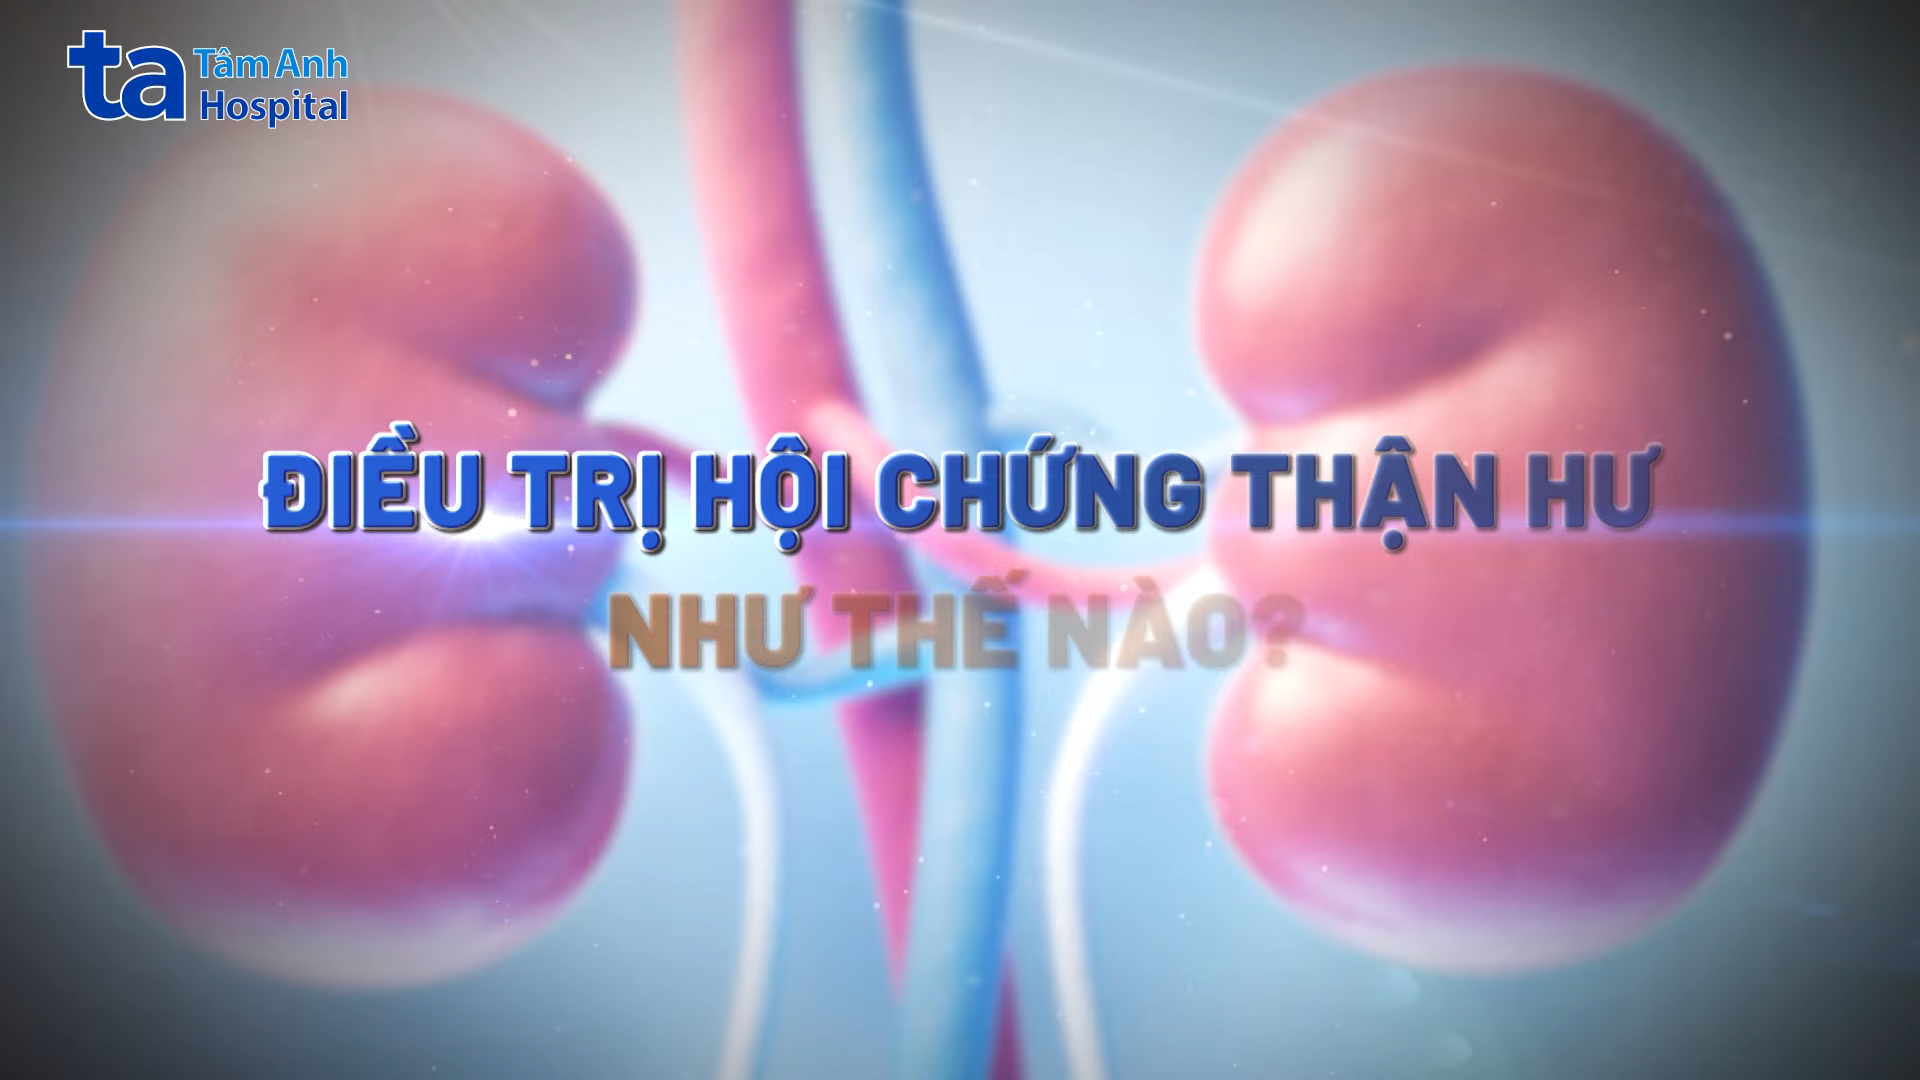 ta Tâm Anh
Hospital
ĐIỀU TRỊ HỘI CHỨNG THẬN HƯ
NHƯ THẾ NÀO?